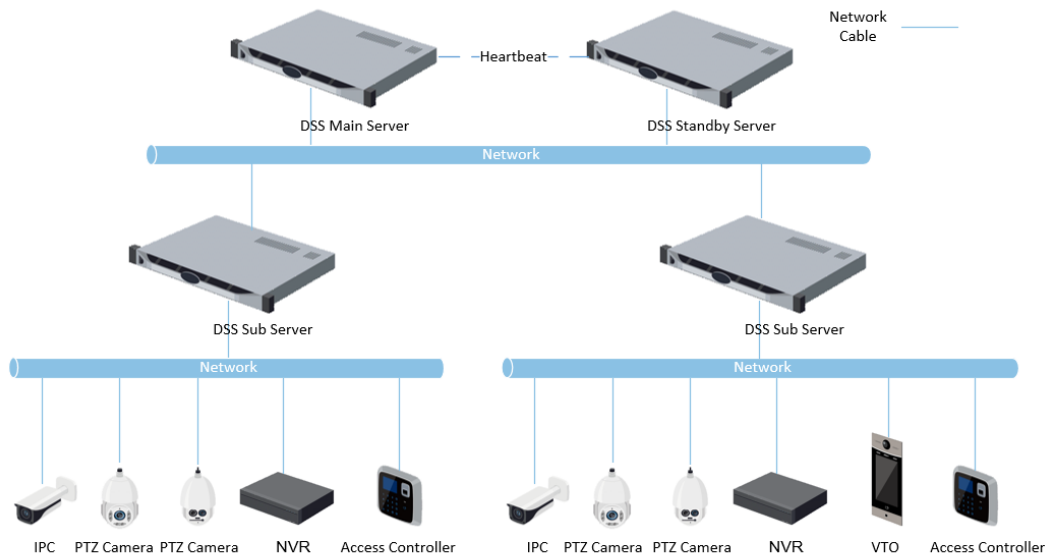 Network
Cable
Heartbeat
DSS Main Server
DSS Standby Server
Network
DSS Sub Server
DSS Sub Server
Network
Network
IPC
PTZ Camera
PTZ Camera
NVR
Access Controller
IPC
PTZ Camera
PTZ Camera
NVR
VTO
Access Controller